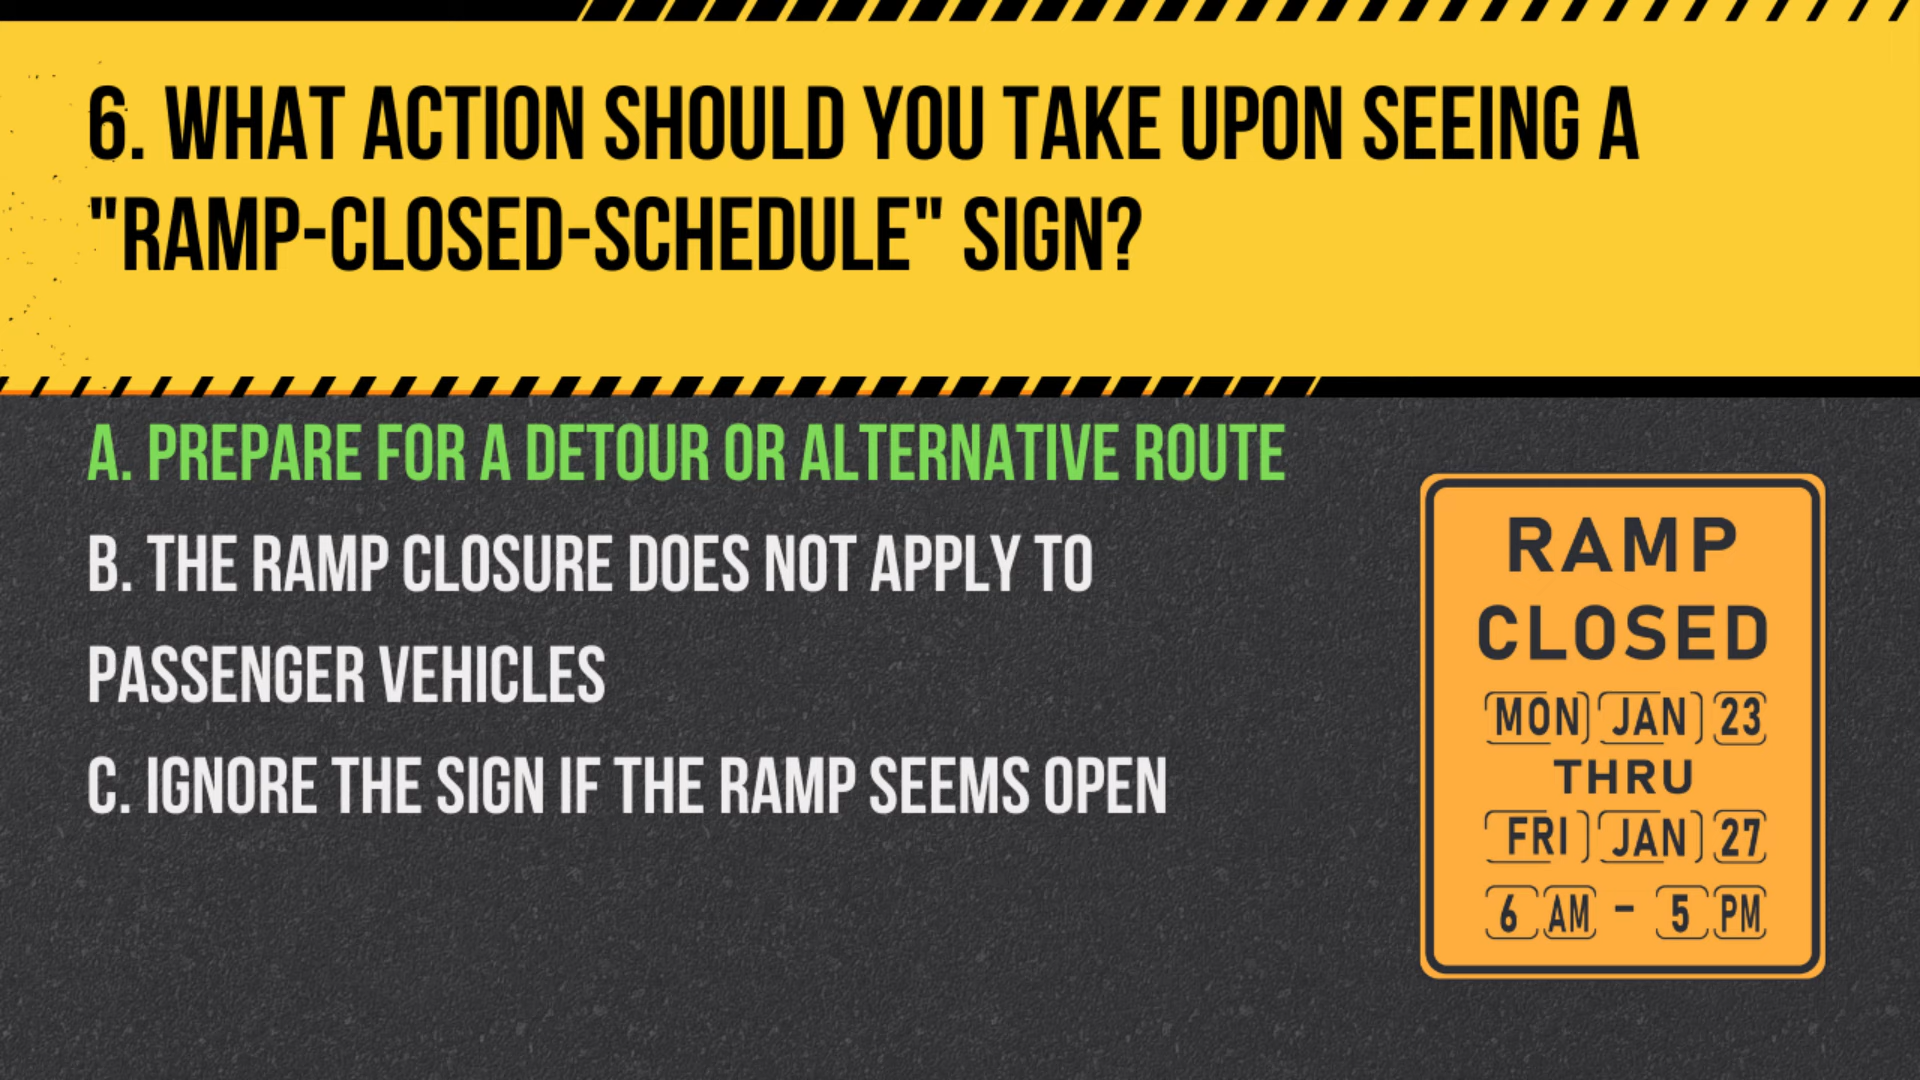 6. WHAT ACTION SHOULD YOU TAKE UPON SEEING A
"RAMP-CLOSED-SCHEDULE" SIGN?
A. PREPARE FOR A DETOUR OR ALTERNATIVE ROUTE
B. THE RAMP CLOSURE DOES NOT APPLY TO
PASSENGER VEHICLES
C. IGNORE THE SIGN IF THE RAMP SEEMS OPEN
RAMP
CLOSED
MON JAN 23
THRU
FRI JAN 27
6 AM - 5 PM